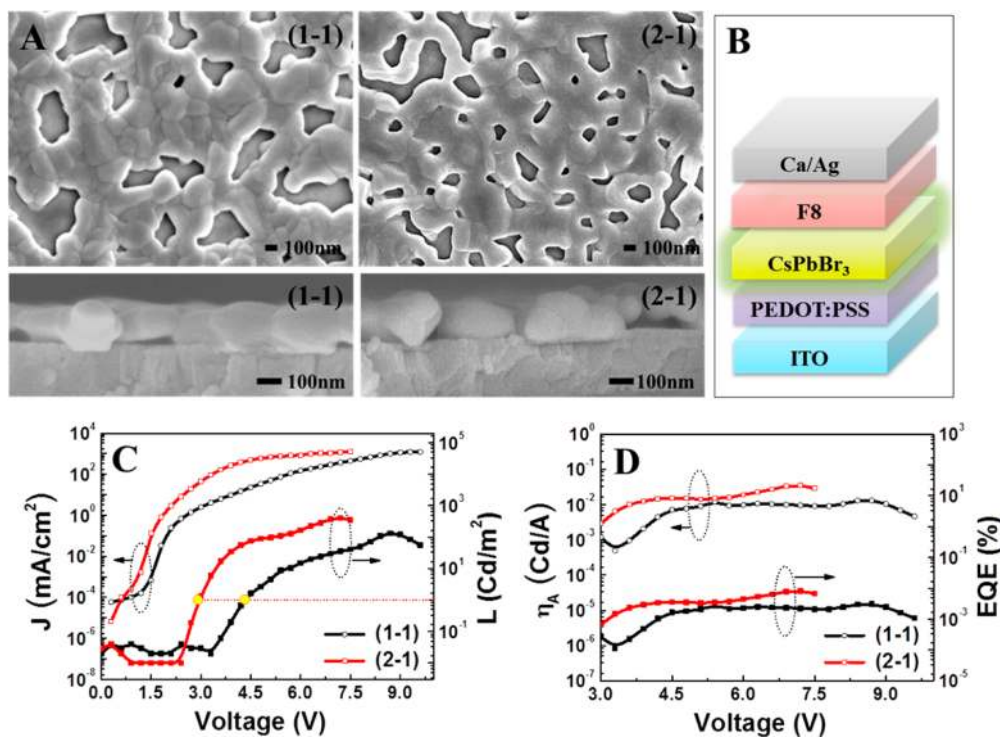 A
(1-1)
(2-1)
100nm
100nm
(1-1)
(2-1)
100nm
100nm
B
Ca/Ag
F8
CsPbBr3
PEDOT:PSS
ITO
C
10^4
10^2
10^0
10^-2
10^-4
10^-6
10^-8
J (mA/cm^2)
10^5
10^3
10^1
10^-1
L (Cd/m^2)
(1-1)
(2-1)
0.0 1.5 3.0 4.5 6.0 7.5 9.0
Voltage (V)
D
10^0
10^-1
10^-2
10^-3
10^-4
10^-5
10^-6
10^-7
η_A (Cd/A)
10^3
10^1
10^-1
10^-3
10^-5
EQE (%)
(1-1)
(2-1)
3.0 4.5 6.0 7.5 9.0
Voltage (V)